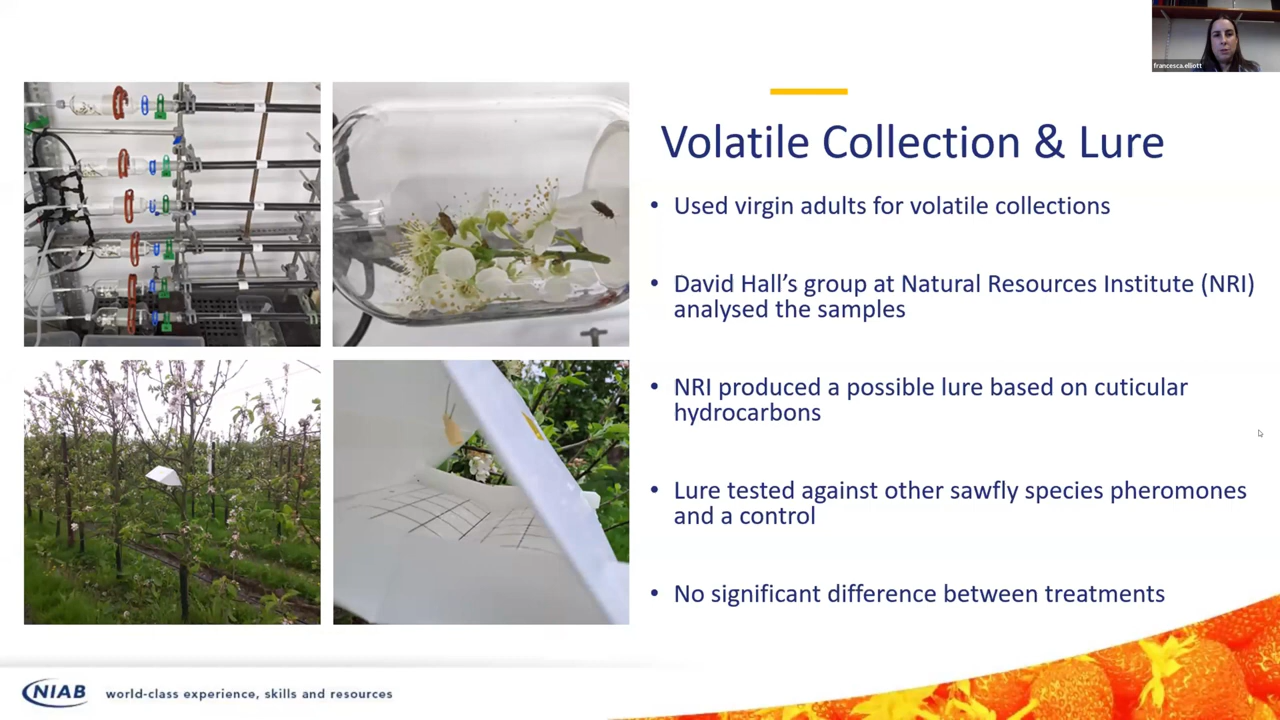 francesca.elliott
Volatile Collection & Lure
• Used virgin adults for volatile collections
• David Hall’s group at Natural Resources Institute (NRI)
analysed the samples
• NRI produced a possible lure based on cuticular
hydrocarbons
• Lure tested against other sawfly species pheromones
and a control
• No significant difference between treatments
NIAB world-class experience, skills and resources